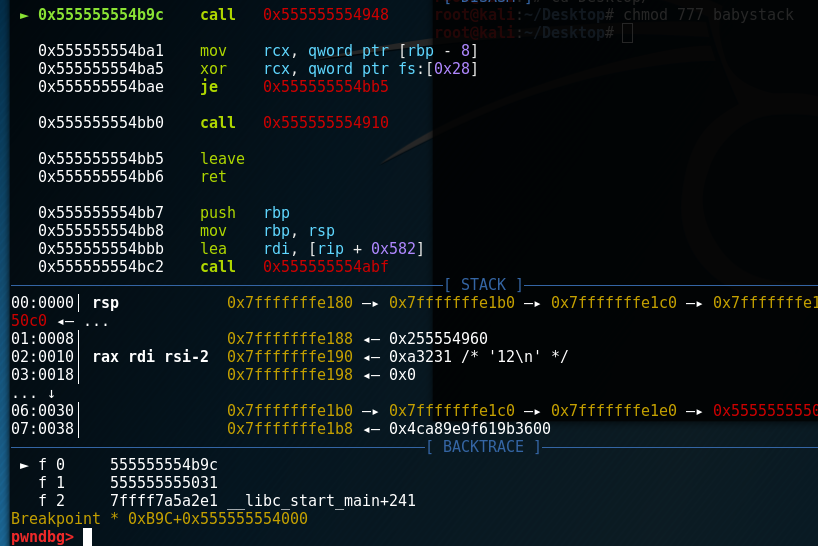 [ DISASM ]
► 0x555555554b9c call 0x555555554948
root@kali:~/Desktop# chmod 777 babystack
root@kali:~/Desktop#
0x555555554ba1 mov rcx, qword ptr [rbp - 8]
0x555555554ba5 xor rcx, qword ptr fs:[0x28]
0x555555554bae je 0x555555554bb5
0x555555554bb0 call 0x555555554910
0x555555554bb5 leave
0x555555554bb6 ret
0x555555554bb7 push rbp
0x555555554bb8 mov rbp, rsp
0x555555554bbb lea rdi, [rip + 0x582]
0x555555554bc2 call 0x555555554abf
[ STACK ]
00:0000│ rsp 0x7fffffffe180 —▸ 0x7fffffffe1b0 —▸ 0x7fffffffe1c0 —▸ 0x7fffffffe1
50c0 ◂— ...
01:0008│ 0x7fffffffe188 ◂— 0x255554960
02:0010│ rax rdi rsi-2 0x7fffffffe190 ◂— 0xa3231 /* '12\n' */
03:0018│ 0x7fffffffe198 ◂— 0x0
... ↓
06:0030│ 0x7fffffffe1b0 —▸ 0x7fffffffe1c0 —▸ 0x7fffffffe1e0 —▸ 0x5555555550
07:0038│ 0x7fffffffe1b8 ◂— 0x4ca89e9f619b3600
[ BACKTRACE ]
► f 0 555555554b9c
f 1 555555555031
f 2 7ffff7a5a2e1 __libc_start_main+241
Breakpoint * 0xB9C+0x555555554000
pwndbg>